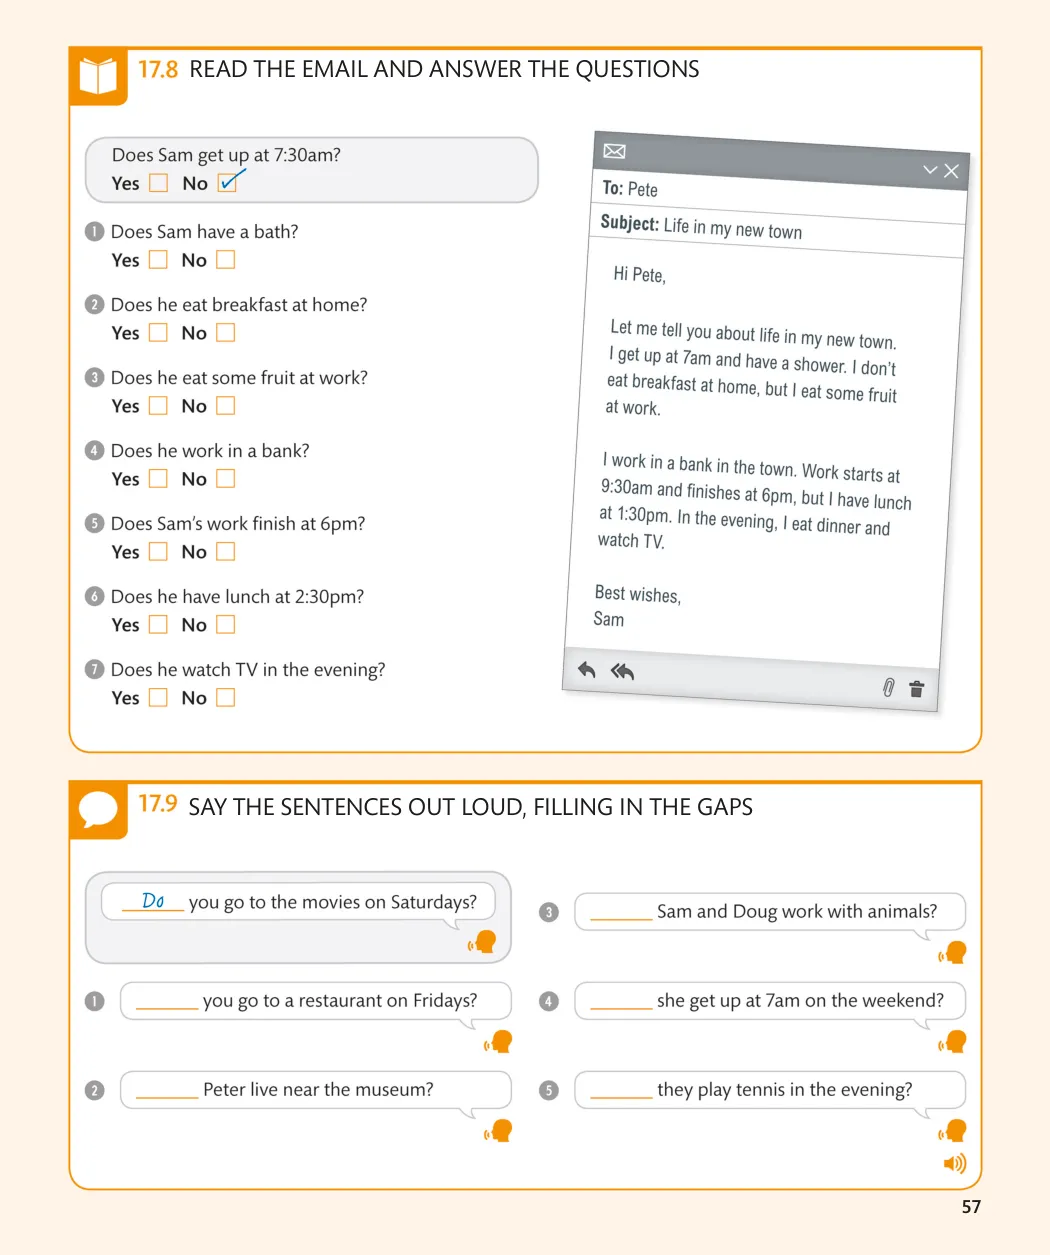 17.8 READ THE EMAIL AND ANSWER THE QUESTIONS
Does Sam get up at 7:30am?
Yes No
1 Does Sam have a bath?
Yes No
2 Does he eat breakfast at home?
Yes No
3 Does he eat some fruit at work?
Yes No
4 Does he work in a bank?
Yes No
5 Does Sam's work finish at 6pm?
Yes No
6 Does he have lunch at 2:30pm?
Yes No
7 Does he watch TV in the evening?
Yes No
To: Pete
Subject: Life in my new town
Hi Pete,
Let me tell you about life in my new town.
I get up at 7am and have a shower. I don't
eat breakfast at home, but I eat some fruit
at work.
I work in a bank in the town. Work starts at
9:30am and finishes at 6pm, but I have lunch
at 1:30pm. In the evening, I eat dinner and
watch TV.
Best wishes,
Sam
17.9 SAY THE SENTENCES OUT LOUD, FILLING IN THE GAPS
Do you go to the movies on Saturdays?
1 ______ you go to a restaurant on Fridays?
2 ______ Peter live near the museum?
3 ______ Sam and Doug work with animals?
4 ______ she get up at 7am on the weekend?
5 ______ they play tennis in the evening?
57